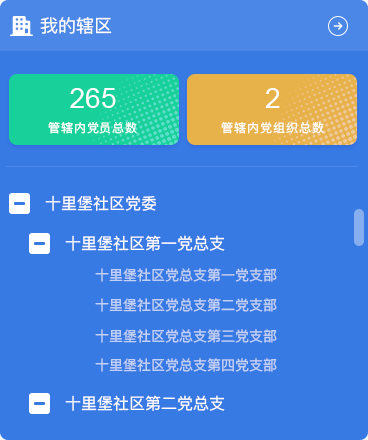 我的辖区
265
管辖内党员总数
2
管辖内党组织总数
十里堡社区党委
十里堡社区第一党总支
十里堡社区党总支第一党支部
十里堡社区党总支第二党支部
十里堡社区党总支第三党支部
十里堡社区党总支第四党支部
十里堡社区第二党总支